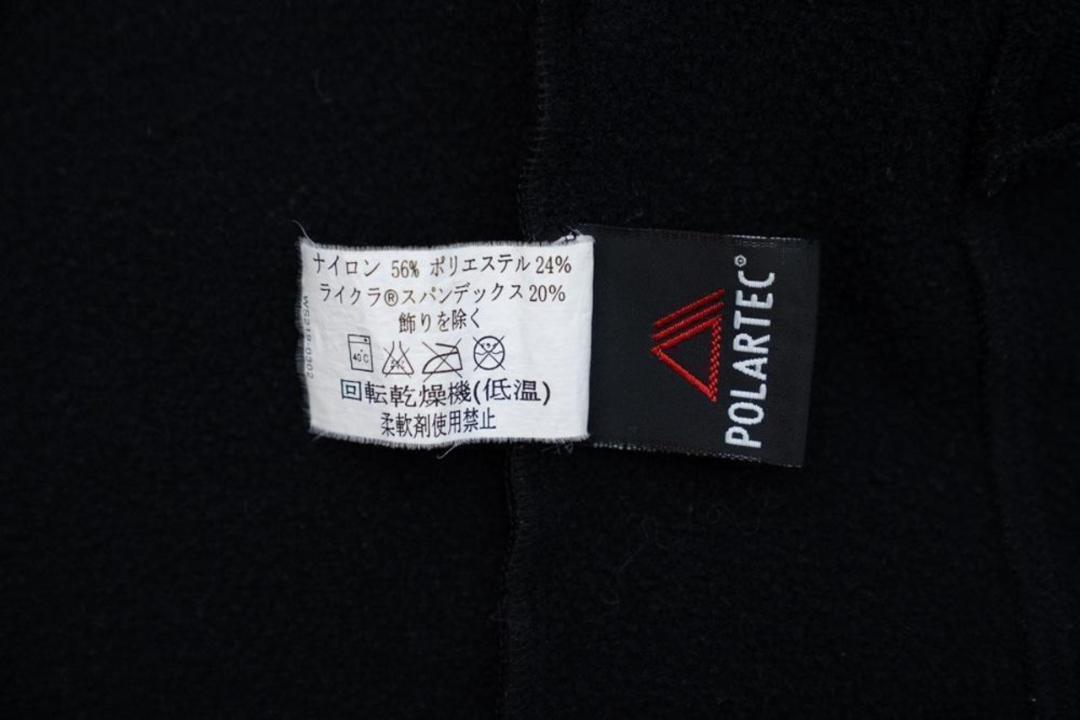 ナイロン 56% ポリエステル 24%
ライクラ®スパンデックス 20%
飾りを除く
40°C
回転乾燥機(低温)
柔軟剤使用禁止
POLARTEC®